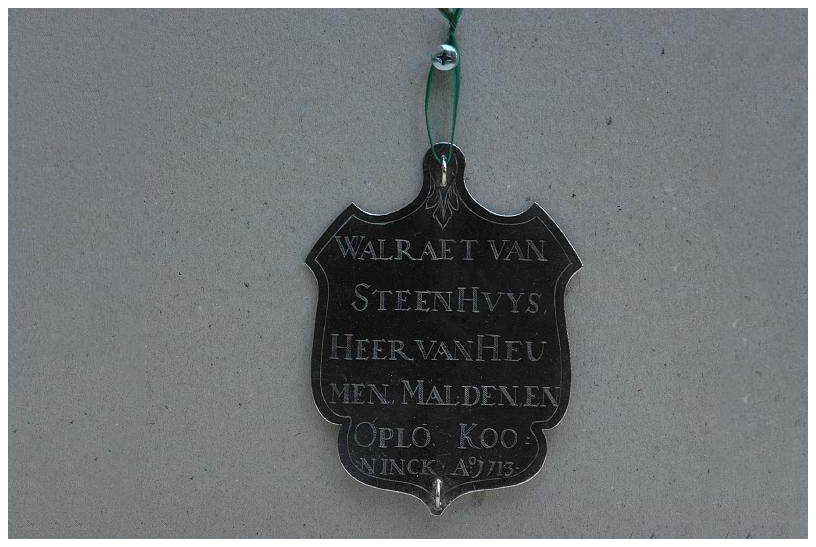 WALRAET VAN
STEENHVYS,
HEER VAN HEU
MEN, MALDEN, EN
OPLO. KOO=
NINCK Aº 1713.